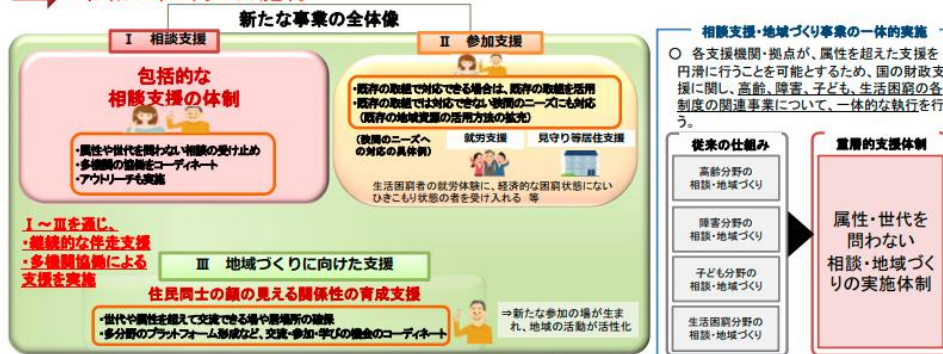 新たな事業の全体像
Ⅰ 相談支援
包括的な
相談支援の体制
・属性や世代を問わない相談の受け止め
・多機関の協働をコーディネート
・アウトリーチも実施
Ⅱ 参加支援
・既存の取組で対応できる場合は、既存の取組を活用
・既存の取組では対応できない狭間のニーズにも対応
（既存の地域資源の活用方法の拡充）
（狭間のニーズへ
の対応の具体例）
就労支援
見守り等居住支援
生活困窮者の就労体験に、経済的な困窮状態にない
ひきこもり状態の者を受け入れる 等
Ⅰ～Ⅲを通じ、
・継続的な伴走支援
・多機関協働による
支援を実施
Ⅲ 地域づくりに向けた支援
住民同士の顔の見える関係性の育成支援
・世代や属性を超えて交流できる場や居場所の確保
・多分野のプラットフォーム形成など、交流・参加・学びの機会のコーディネート
⇒新たな参加の場が生ま
れ、地域の活動が活性化
相談支援・地域づくり事業の一体的実施
○ 各支援機関・拠点が、属性を超えた支援を
円滑に行うことを可能とするため、国の財政支
援に関し、高齢、障害、子ども、生活困窮の各
制度の関連事業について、一体的な執行を行
う。
従来の仕組み
高齢分野の
相談・地域づくり
障害分野の
相談・地域づくり
子ども分野の
相談・地域づくり
生活困窮分野の
相談・地域づくり
重層的支援体制
属性・世代を
問わない
相談・地域づく
りの実施体制